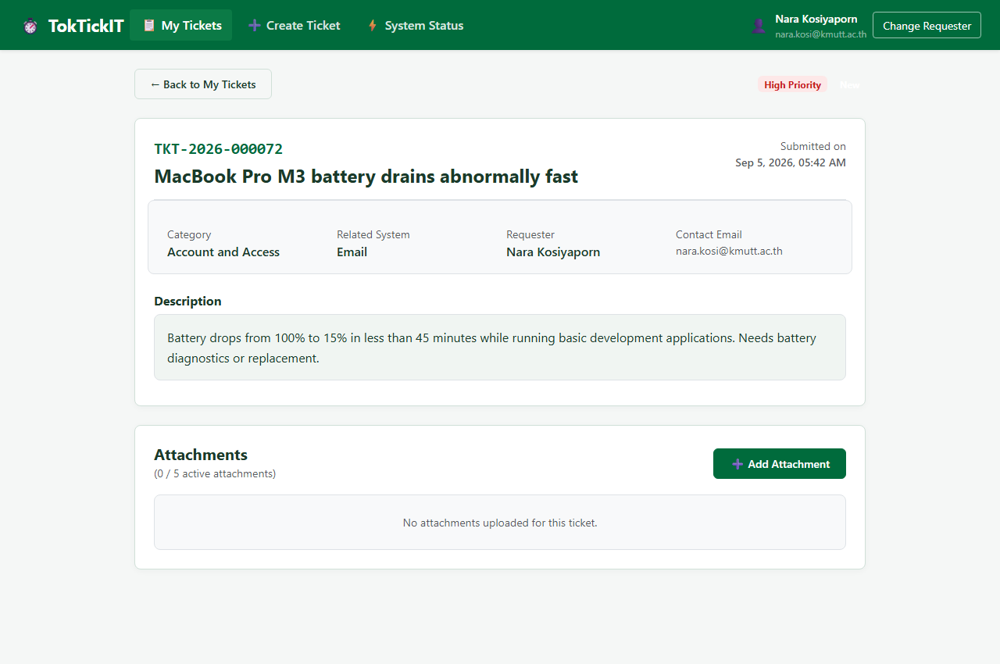 TokTickIT
My Tickets
Create Ticket
System Status
Nara Kosiyaporn
nara.kosi@kmutt.ac.th
Change Requester
← Back to My Tickets
High Priority
New
TKT-2026-000072
Submitted on
Sep 5, 2026, 05:42 AM
MacBook Pro M3 battery drains abnormally fast
Category
Account and Access
Related System
Email
Requester
Nara Kosiyaporn
Contact Email
nara.kosi@kmutt.ac.th
Description
Battery drops from 100% to 15% in less than 45 minutes while running basic development applications. Needs battery
diagnostics or replacement.
Attachments
(0 / 5 active attachments)
Add Attachment
No attachments uploaded for this ticket.